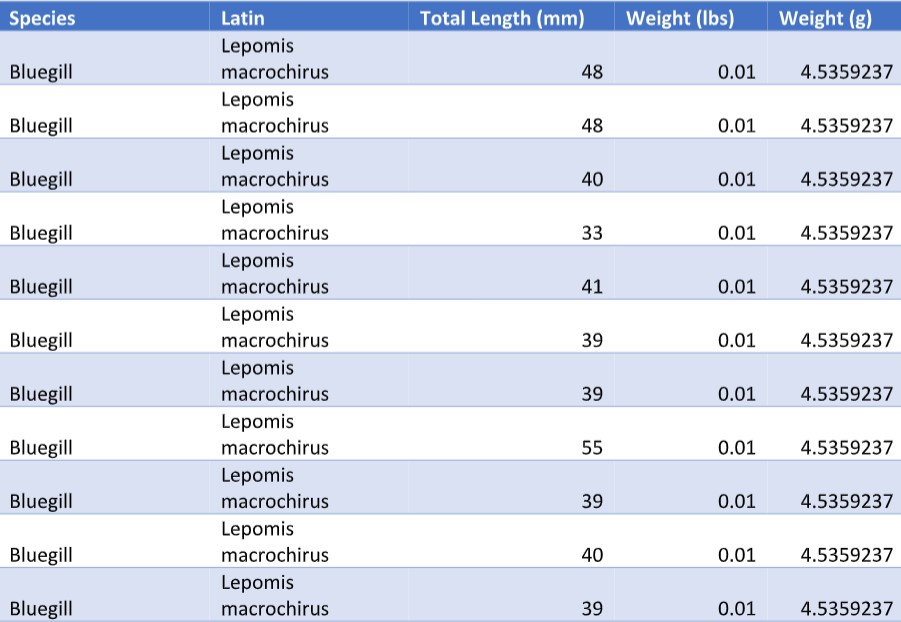 Species Latin Total Length (mm) Weight (lbs) Weight (g)
Lepomis
Bluegill macrochirus 48 0.01 4.5359237
Lepomis
Bluegill macrochirus 48 0.01 4.5359237
Lepomis
Bluegill macrochirus 40 0.01 4.5359237
Lepomis
Bluegill macrochirus 33 0.01 4.5359237
Lepomis
Bluegill macrochirus 41 0.01 4.5359237
Lepomis
Bluegill macrochirus 39 0.01 4.5359237
Lepomis
Bluegill macrochirus 39 0.01 4.5359237
Lepomis
Bluegill macrochirus 55 0.01 4.5359237
Lepomis
Bluegill macrochirus 39 0.01 4.5359237
Lepomis
Bluegill macrochirus 40 0.01 4.5359237
Lepomis
Bluegill macrochirus 39 0.01 4.5359237